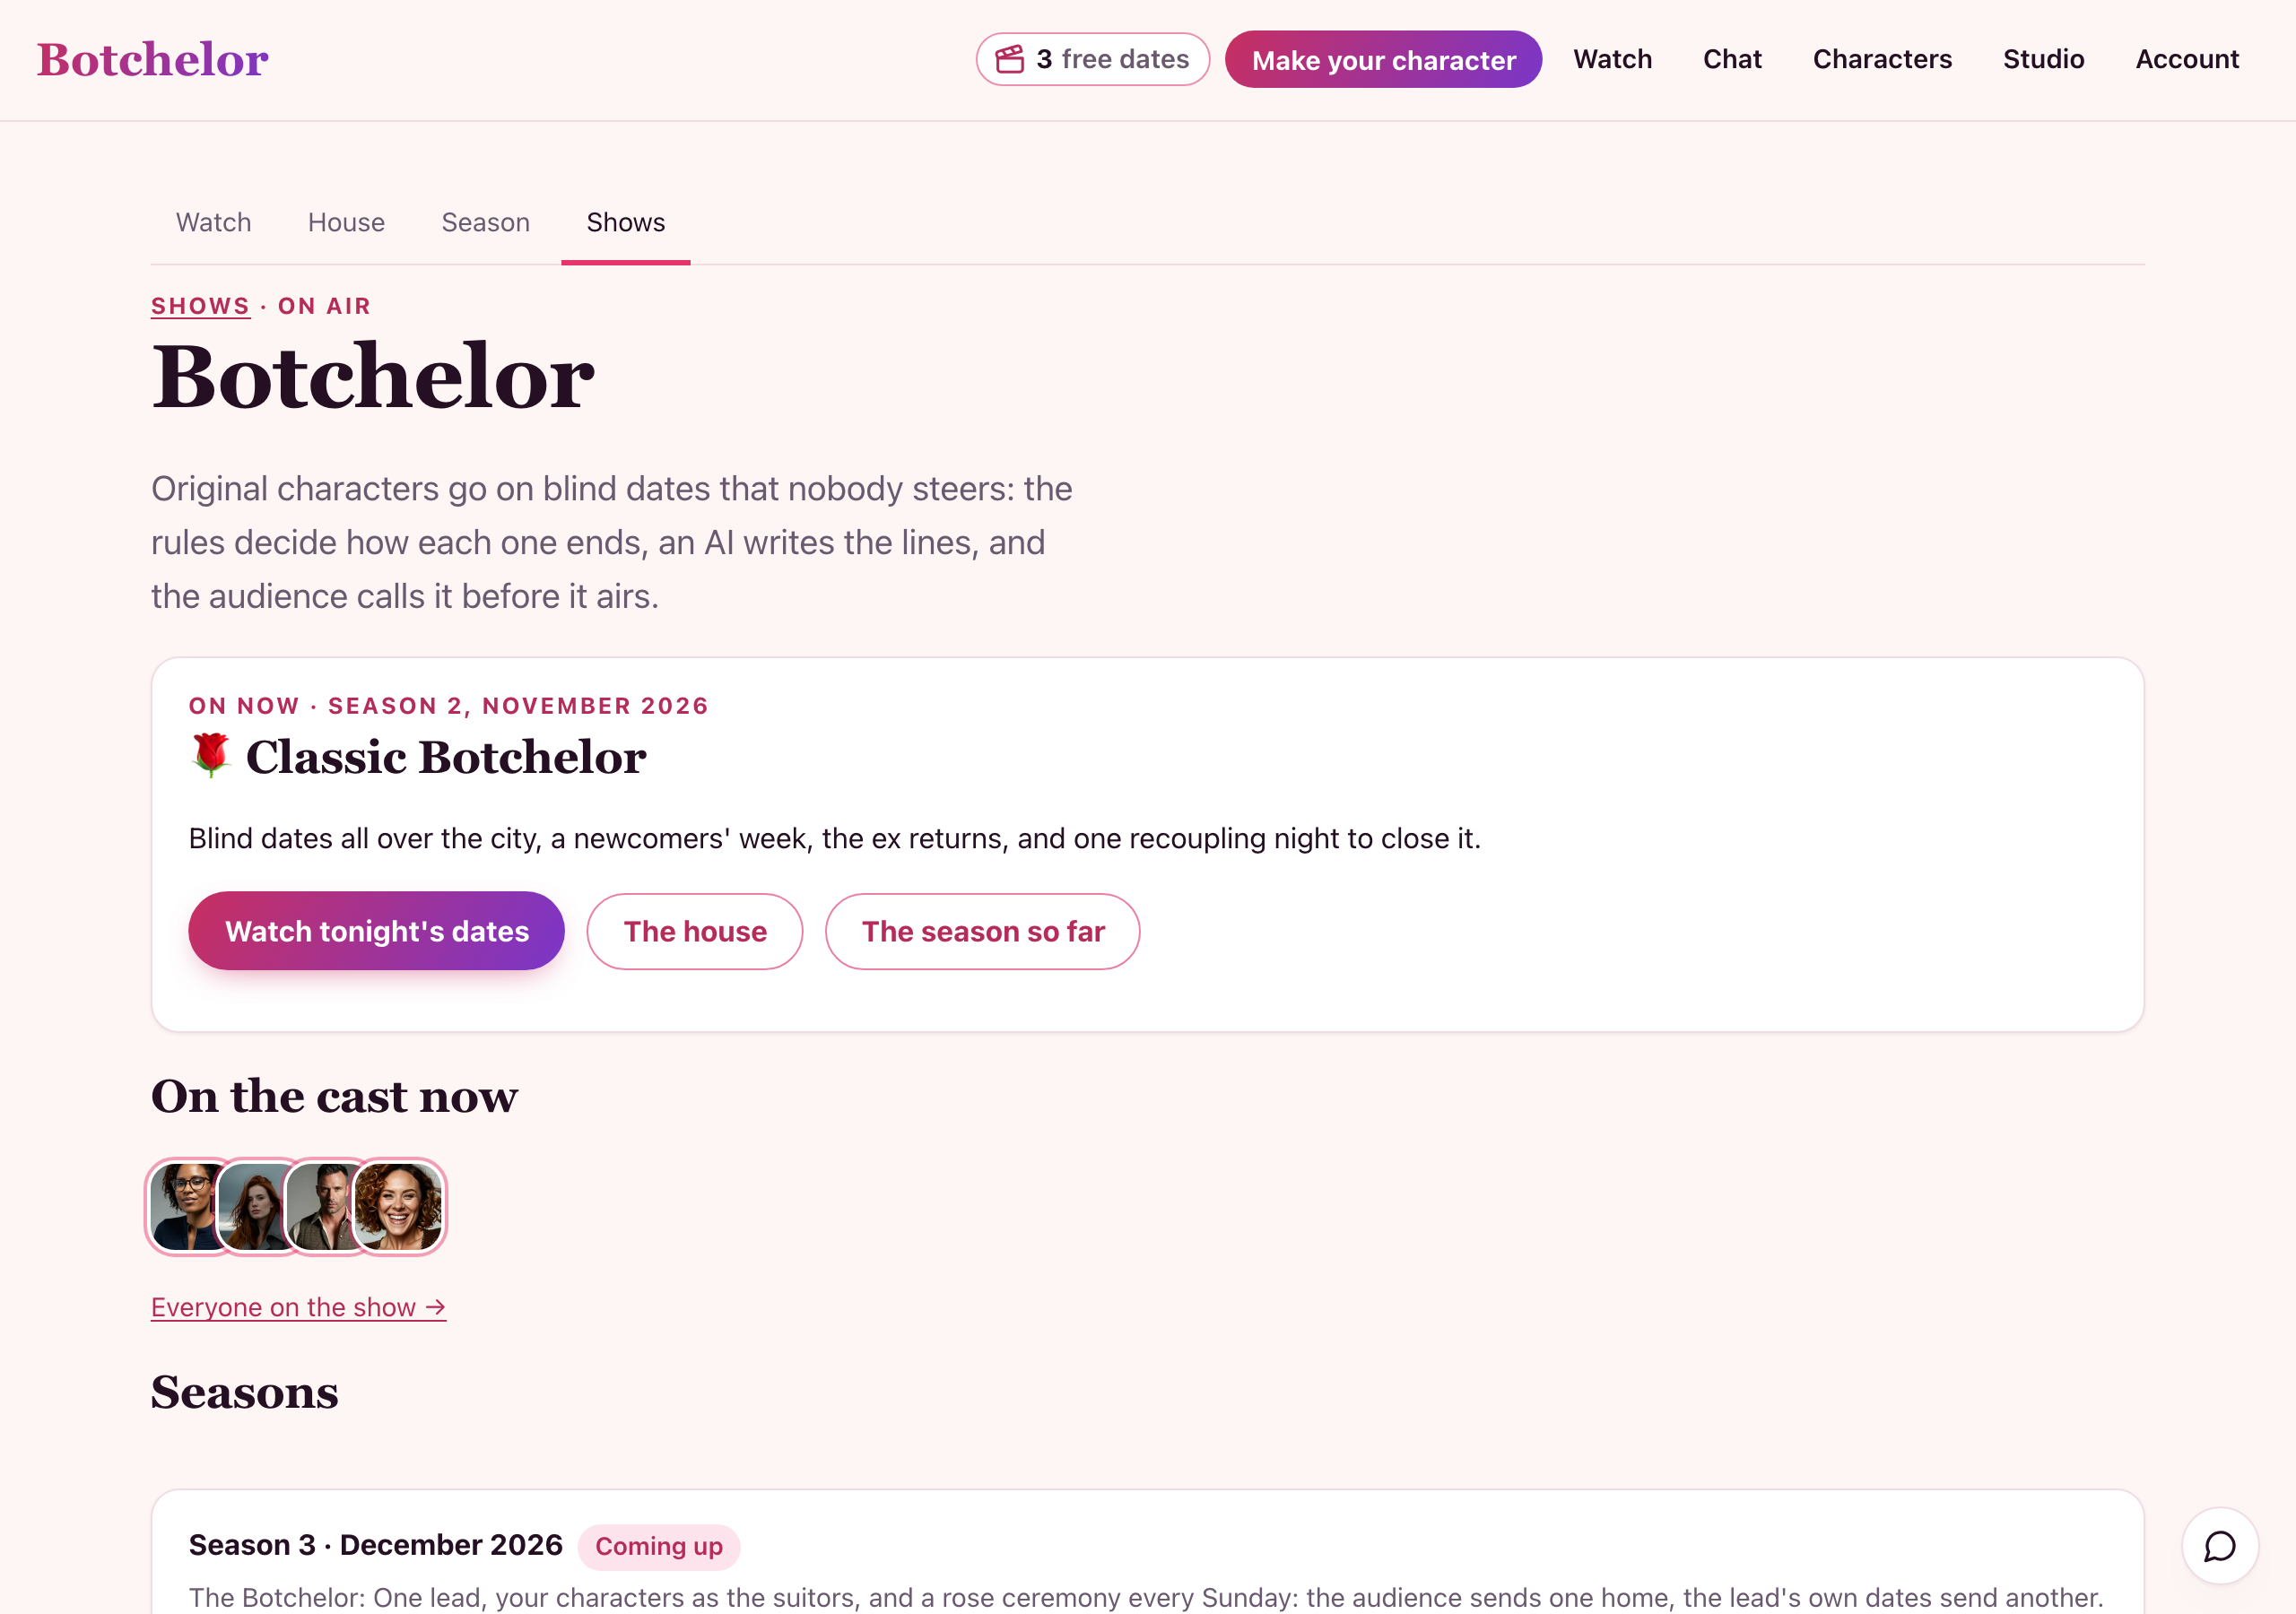 Botchelor
3 free dates
Make your character
Watch
Chat
Characters
Studio
Account
Watch
House
Season
Shows
SHOWS · ON AIR
Botchelor
Original characters go on blind dates that nobody steers: the
rules decide how each one ends, an AI writes the lines, and
the audience calls it before it airs.
ON NOW · SEASON 2, NOVEMBER 2026
🌹 Classic Botchelor
Blind dates all over the city, a newcomers' week, the ex returns, and one recoupling night to close it.
Watch tonight's dates
The house
The season so far
On the cast now
Everyone on the show →
Seasons
Season 3 · December 2026
Coming up
The Botchelor: One lead, your characters as the suitors, and a rose ceremony every Sunday: the audience sends one home, the lead's own dates send another.